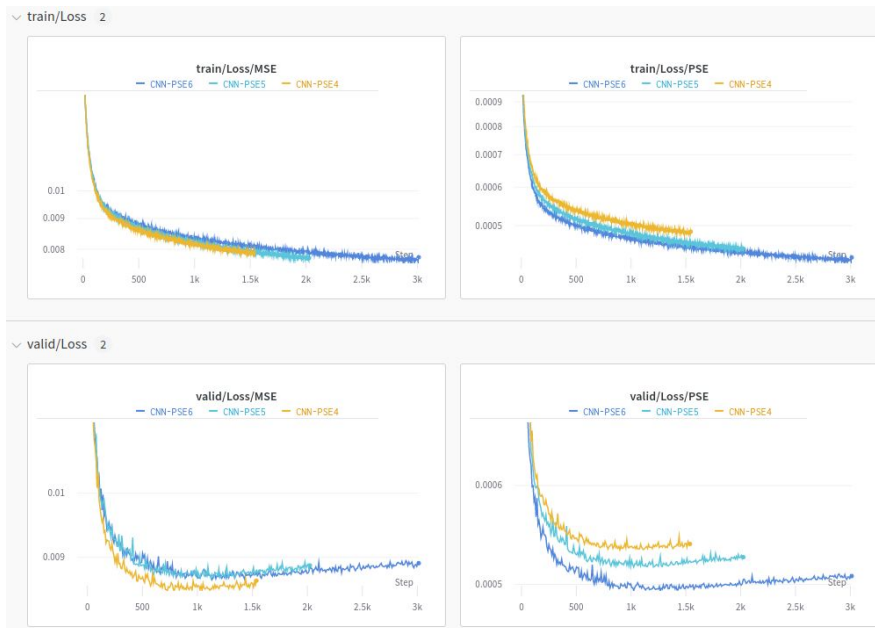 train/Loss 2
train/Loss/MSE
CNN-PSE6 CNN-PSE5 CNN-PSE4
0.01
0.009
0.008
Step
0 500 1k 1.5k 2k 2.5k 3k
train/Loss/PSE
CNN-PSE6 CNN-PSE5 CNN-PSE4
0.0009
0.0008
0.0007
0.0006
0.0005
Step
0 500 1k 1.5k 2k 2.5k 3k
valid/Loss 2
valid/Loss/MSE
CNN-PSE6 CNN-PSE5 CNN-PSE4
0.01
0.009
Step
0 500 1k 1.5k 2k 2.5k 3k
valid/Loss/PSE
CNN-PSE6 CNN-PSE5 CNN-PSE4
0.0006
0.0005
Step
0 500 1k 1.5k 2k 2.5k 3k